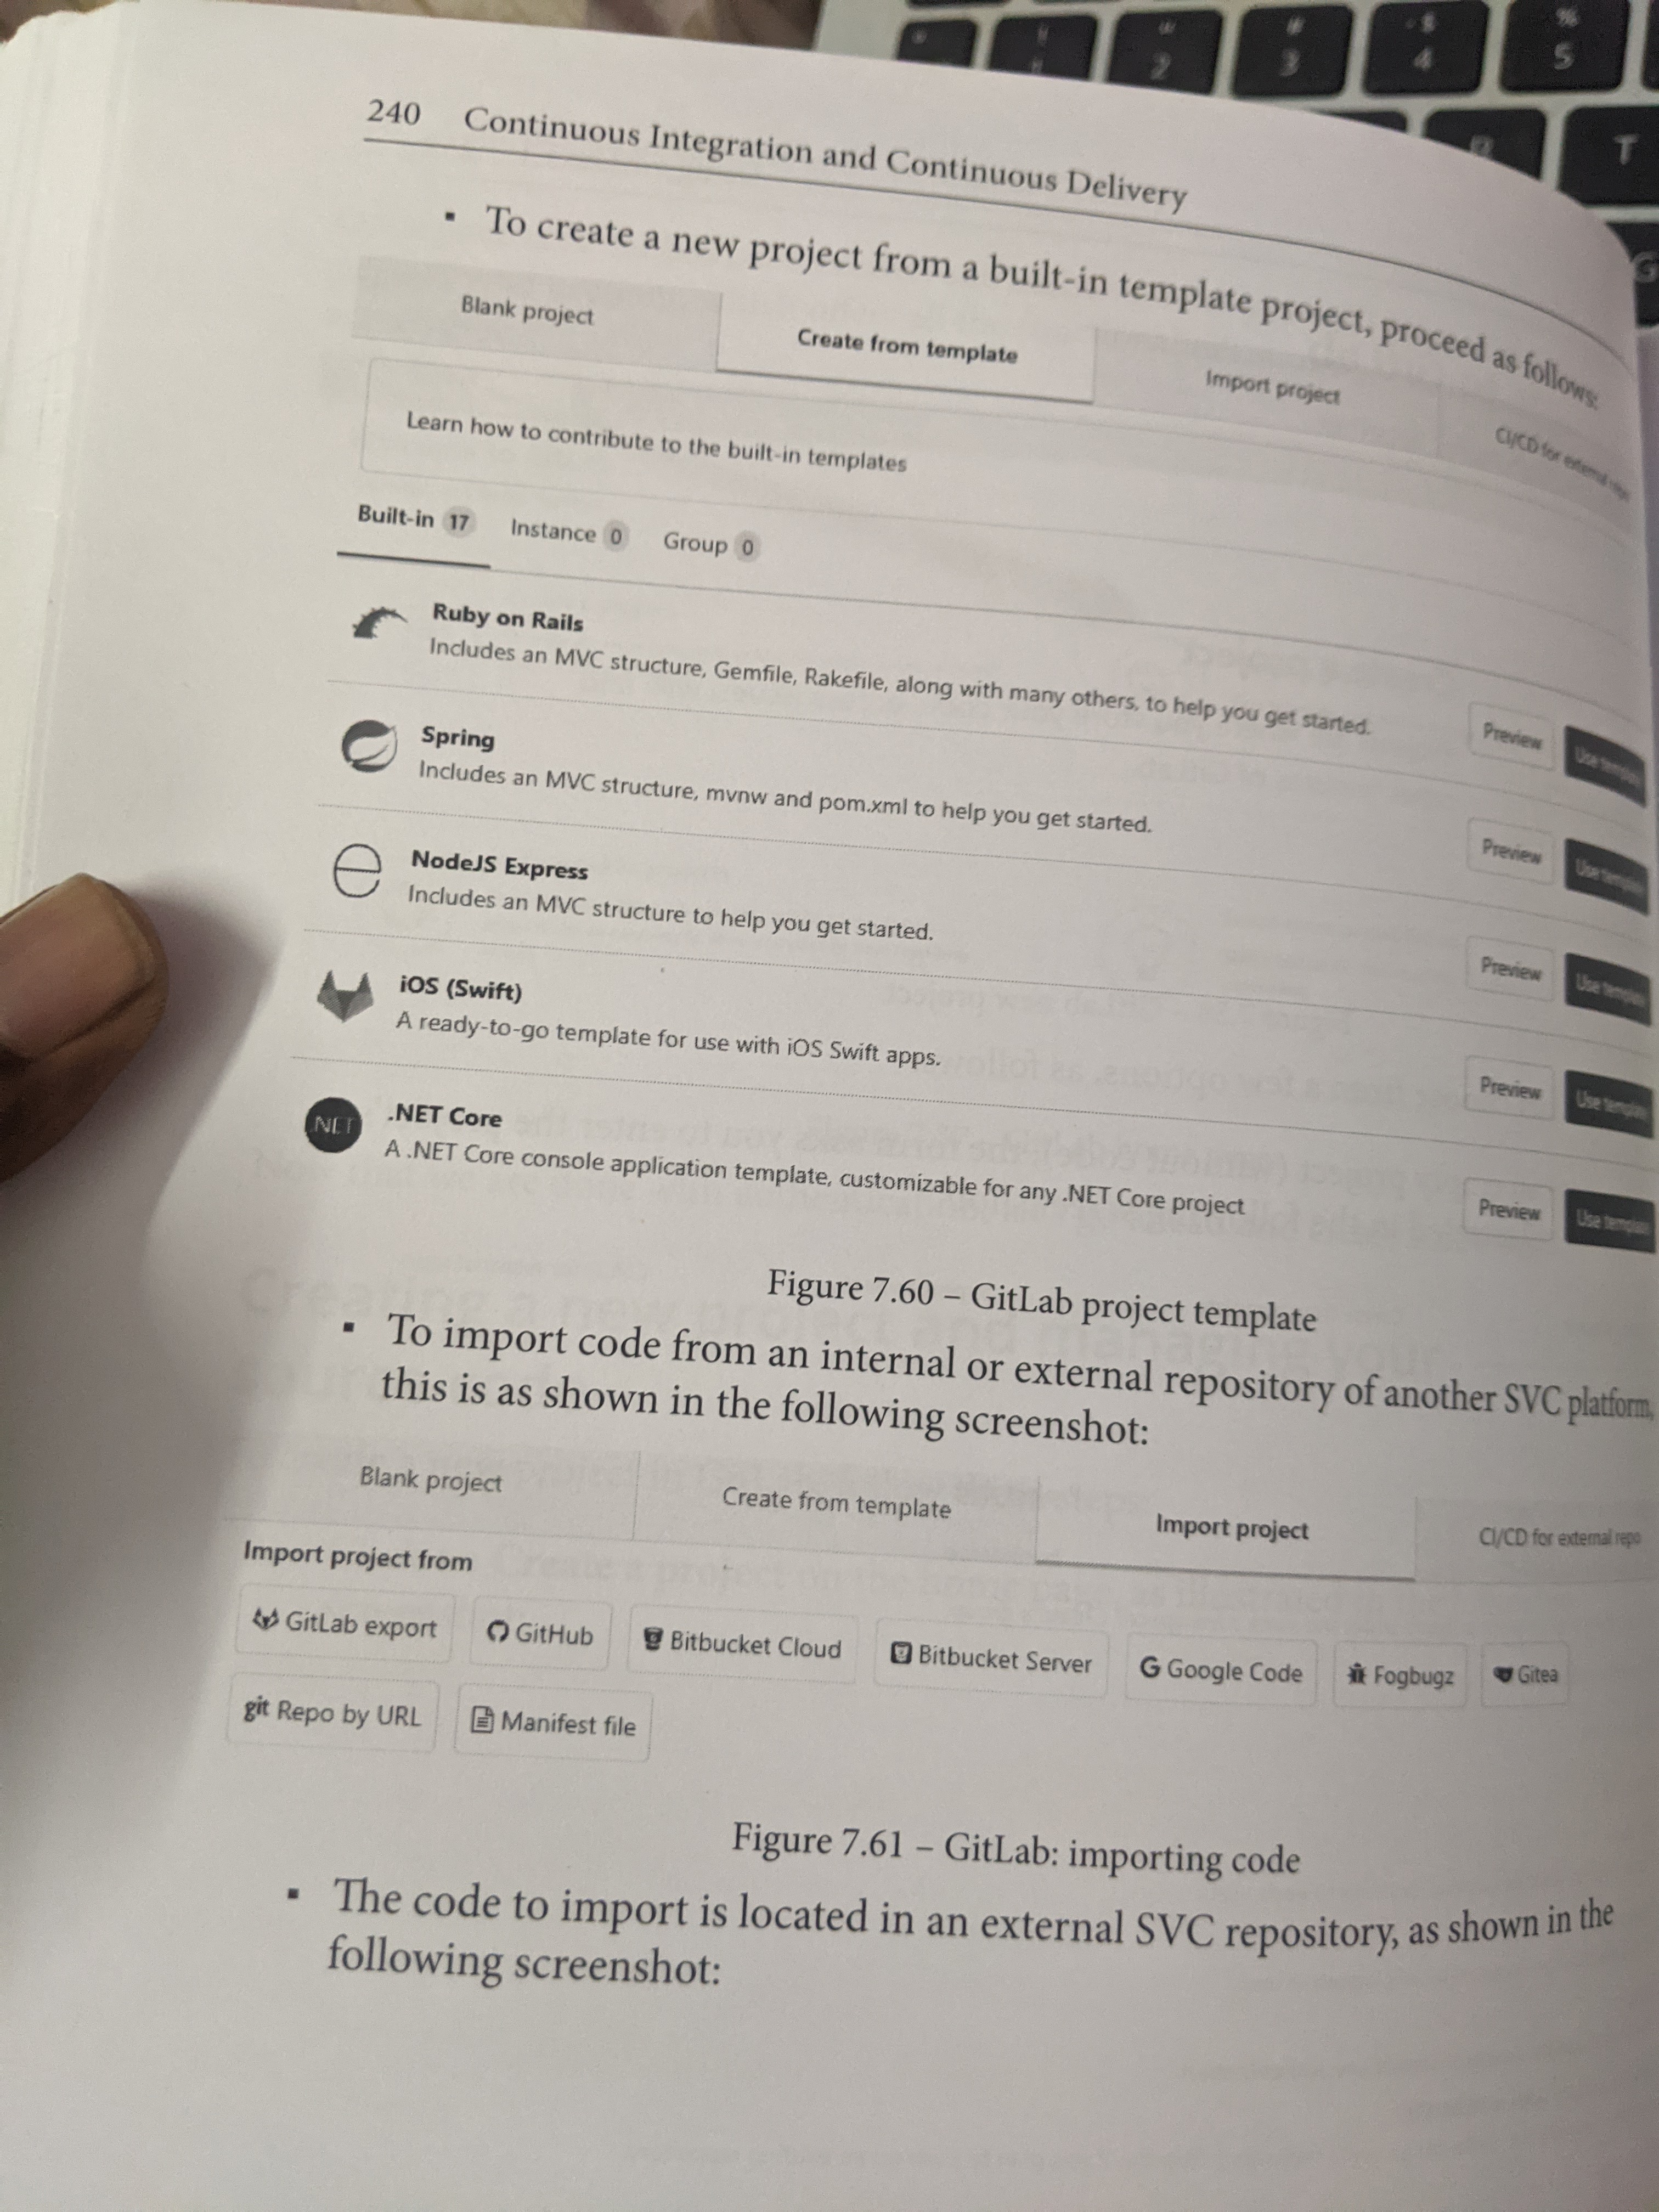 240 Continuous Integration and Continuous Delivery
▪ To create a new project from a built-in template project, proceed as follows:
Blank project Create from template Import project CI/CD for external repo
Learn how to contribute to the built-in templates
Built-in 17 Instance 0 Group 0
Ruby on Rails
Includes an MVC structure, Gemfile, Rakefile, along with many others, to help you get started.
Preview Use template
Spring
Includes an MVC structure, mvnw and pom.xml to help you get started.
Preview Use template
NodeJS Express
Includes an MVC structure to help you get started.
Preview Use template
iOS (Swift)
A ready-to-go template for use with iOS Swift apps.
Preview Use template
.NET
.NET Core
A .NET Core console application template, customizable for any .NET Core project
Preview Use template
Figure 7.60 – GitLab project template
▪ To import code from an internal or external repository of another SVC platform,
this is as shown in the following screenshot:
Blank project Create from template Import project CI/CD for external repo
Import project from
GitLab export GitHub Bitbucket Cloud Bitbucket Server G Google Code Fogbugz Gitea
git Repo by URL Manifest file
Figure 7.61 – GitLab: importing code
▪ The code to import is located in an external SVC repository, as shown in the
following screenshot:
2
# 3
$ 4
% 5
T
G